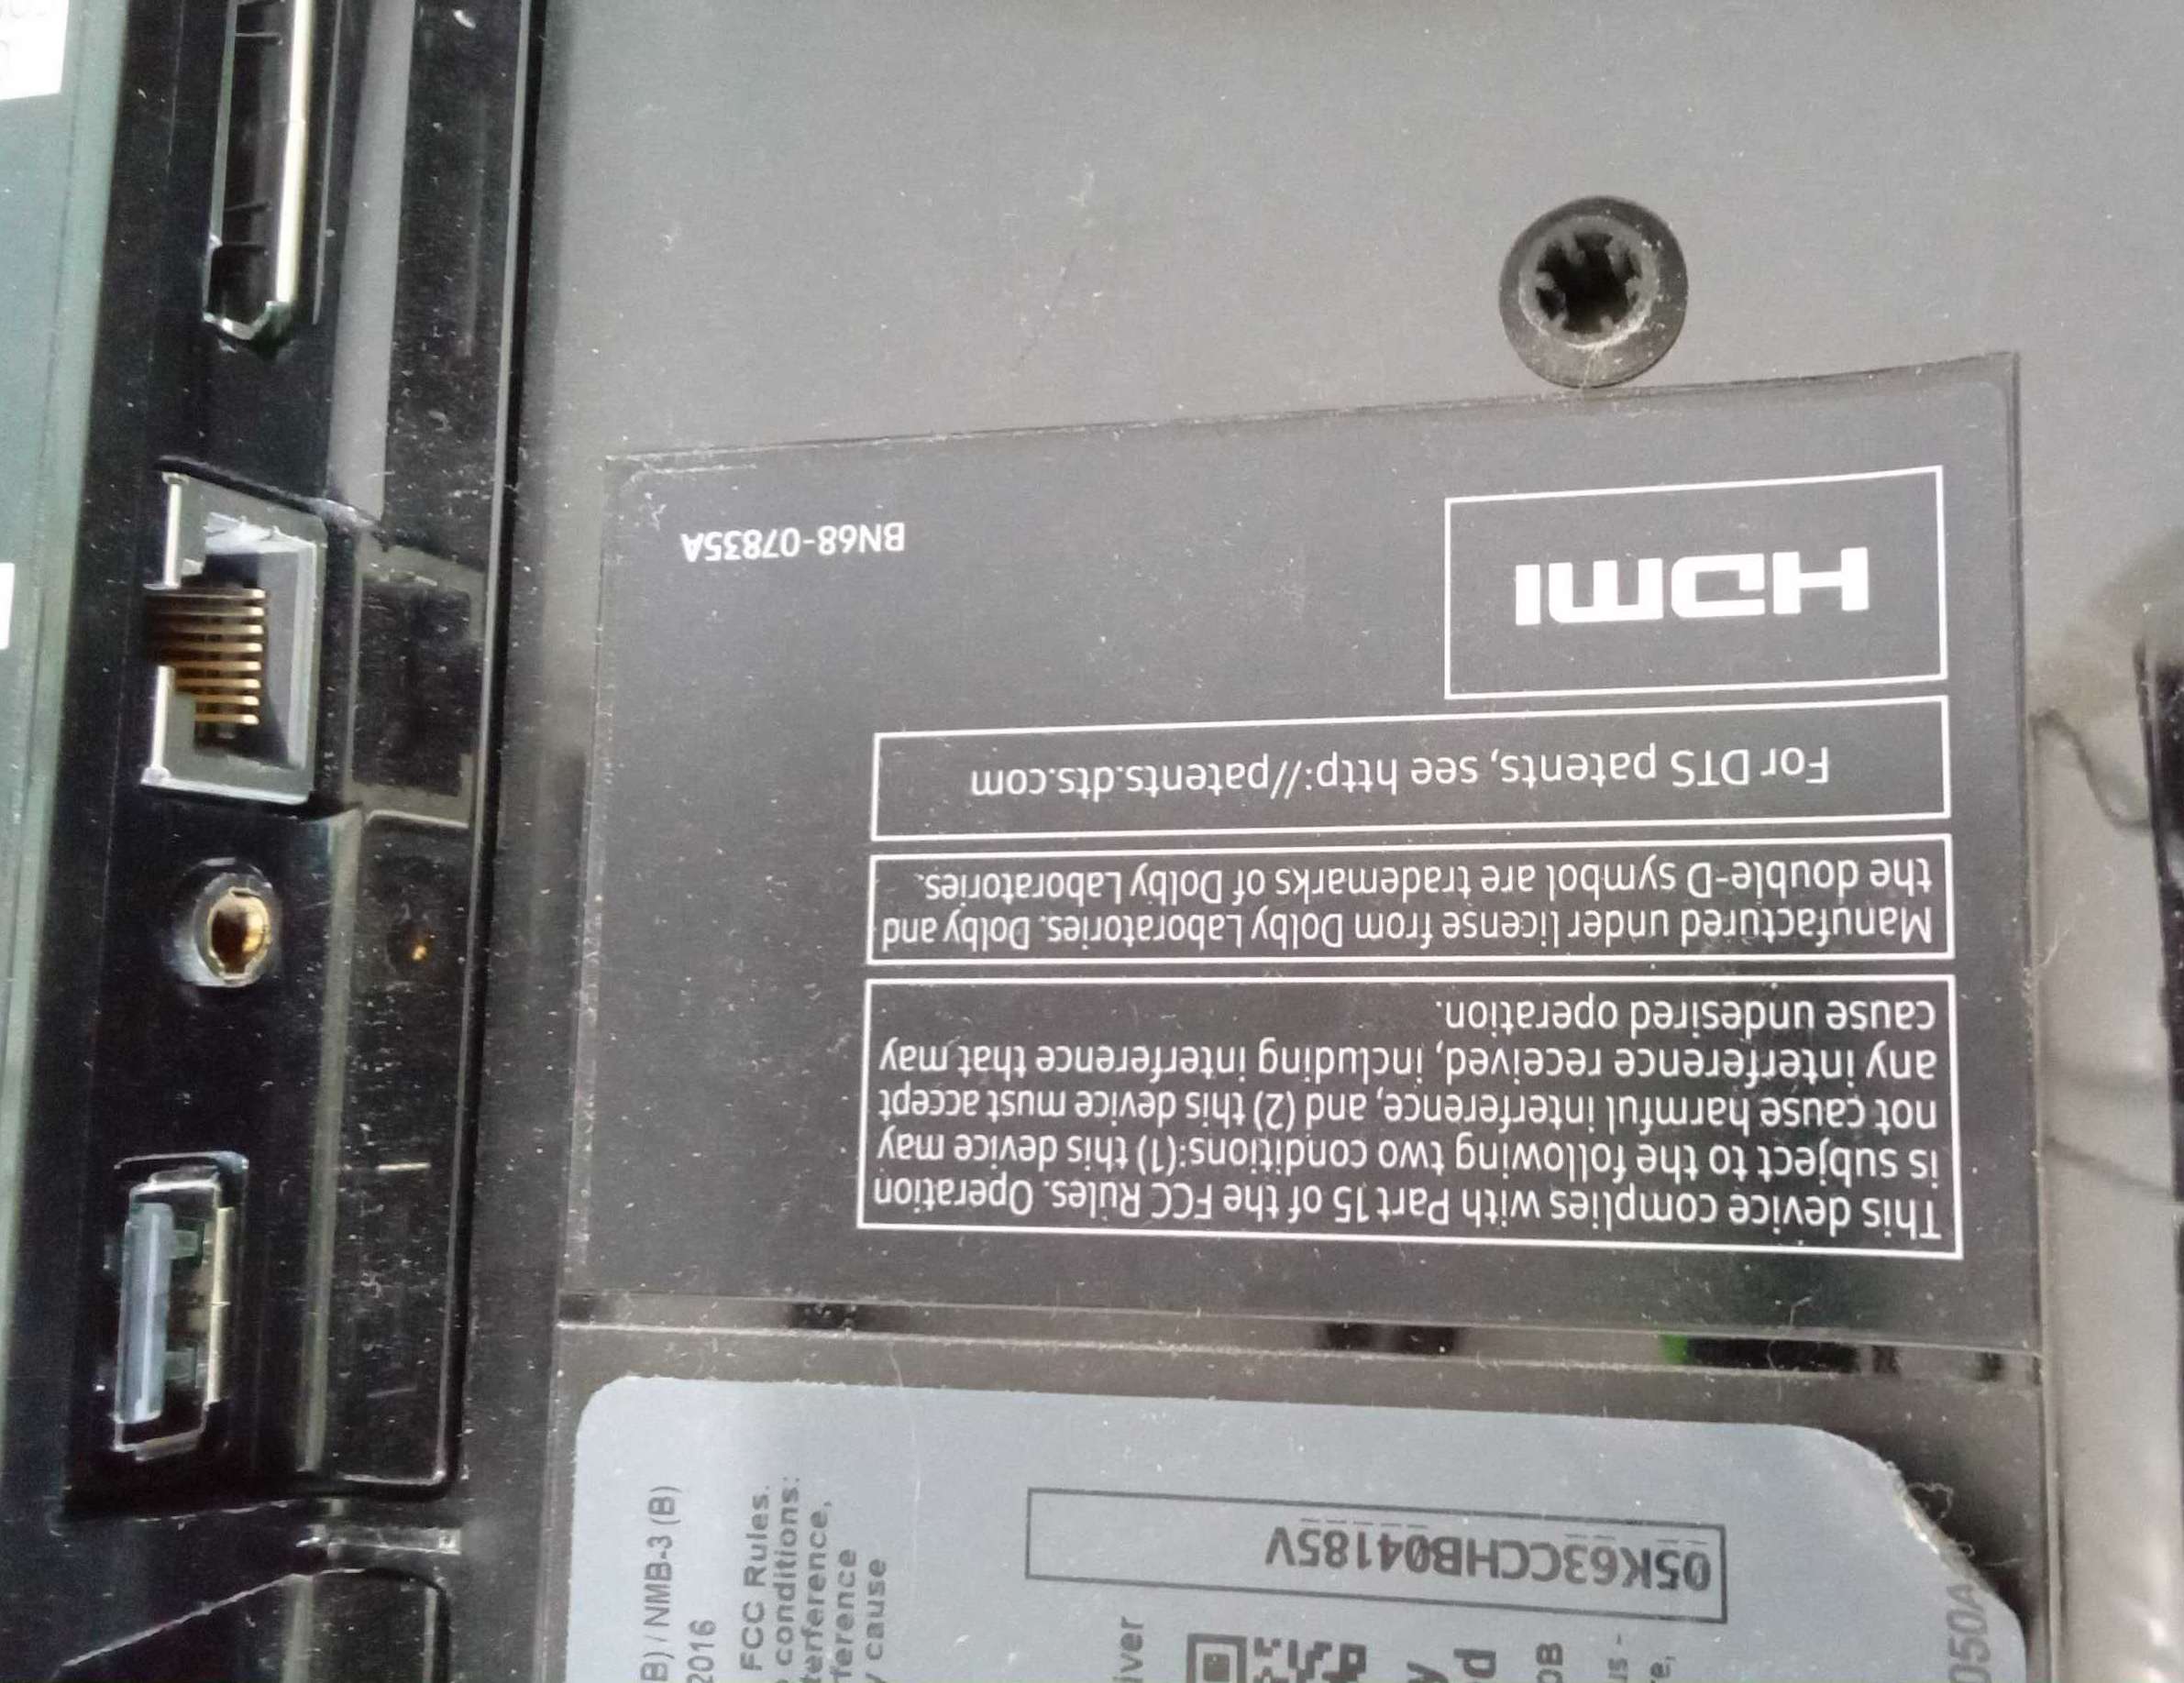 This device complies with Part 15 of the FCC Rules. Operation
is subject to the following two conditions:(1) this device may
not cause harmful interference, and (2) this device must accept
any interference received, including interference that may
cause undesired operation.
Manufactured under license from Dolby Laboratories. Dolby and
the double-D symbol are trademarks of Dolby Laboratories.
For DTS patents, see http://patents.dts.com
HDMI
BN68-07835A
05K63CCHB04185V
(B) / NMB-3 (B)
2016
FCC Rules.
conditions:
terference,
ference
cause
iver
050A